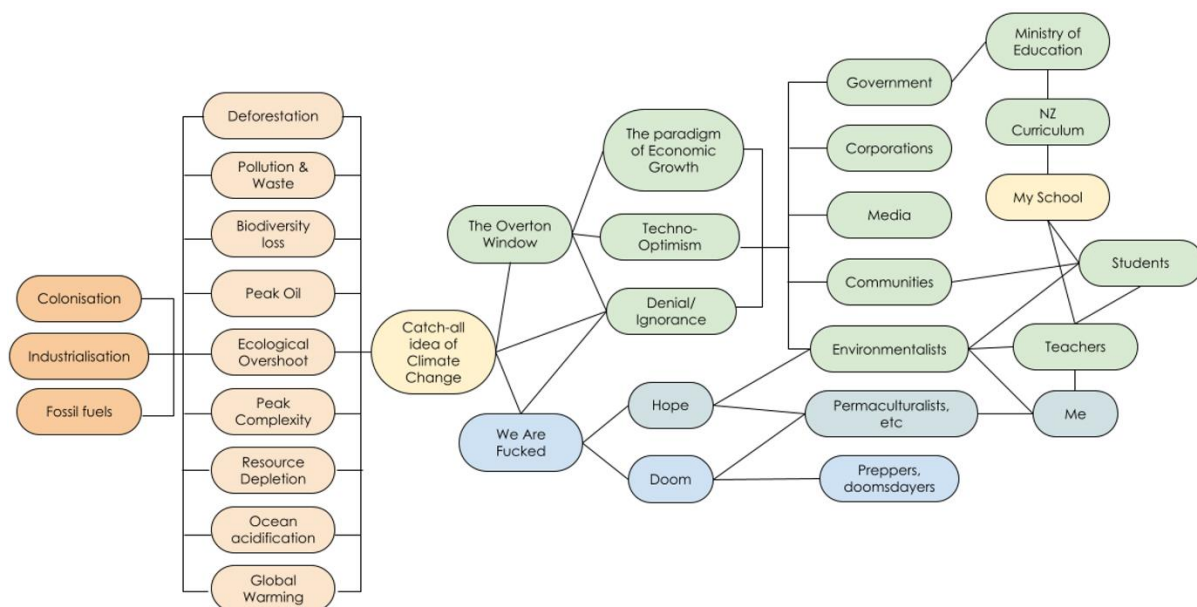 Colonisation
Industrialisation
Fossil fuels
Deforestation
Pollution &
Waste
Biodiversity
loss
Peak Oil
Ecological
Overshoot
Peak
Complexity
Resource
Depletion
Ocean
acidification
Global
Warming
Catch-all
idea of
Climate
Change
The Overton
Window
We Are
Fucked
The paradigm
of Economic
Growth
Techno-
Optimism
Denial/
Ignorance
Hope
Doom
Government
Corporations
Media
Communities
Environmentalists
Permaculturalists,
etc
Preppers,
doomsdayers
Ministry of
Education
NZ
Curriculum
My School
Students
Teachers
Me